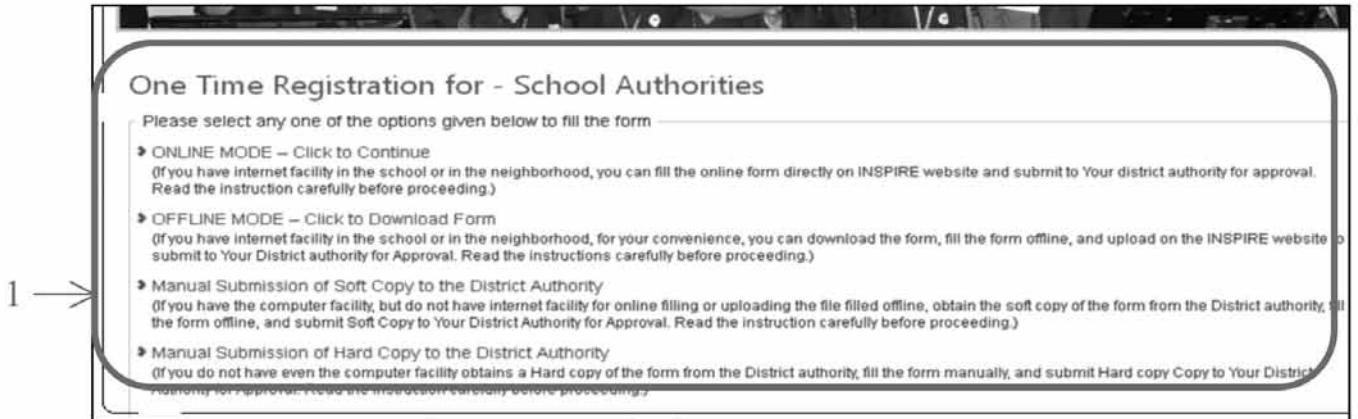 One Time Registration for - School Authorities
Please select any one of the options given below to fill the form
ONLINE MODE – Click to Continue
(If you have internet facility in the school or in the neighborhood, you can fill the online form directly on INSPIRE website and submit to Your district authority for approval.
Read the instruction carefully before proceeding.)
OFFLINE MODE – Click to Download Form
(If you have internet facility in the school or in the neighborhood, for your convenience, you can download the form, fill the form offline, and upload on the INSPIRE website to
submit to Your District authority for Approval. Read the instructions carefully before proceeding.)
Manual Submission of Soft Copy to the District Authority
1
(If you have the computer facility, but do not have internet facility for online filling or uploading the file filled offline, obtain the soft copy of the form from the District authority, fill
the form offline, and submit Soft Copy to Your District Authority for Approval. Read the instruction carefully before proceeding.)
Manual Submission of Hard Copy to the District Authority
(If you do not have even the computer facility obtains a Hard copy of the form from the District authority, fill the form manually, and submit Hard copy Copy to Your District
Authority for Approval. Read the instruction carefully before proceeding.)